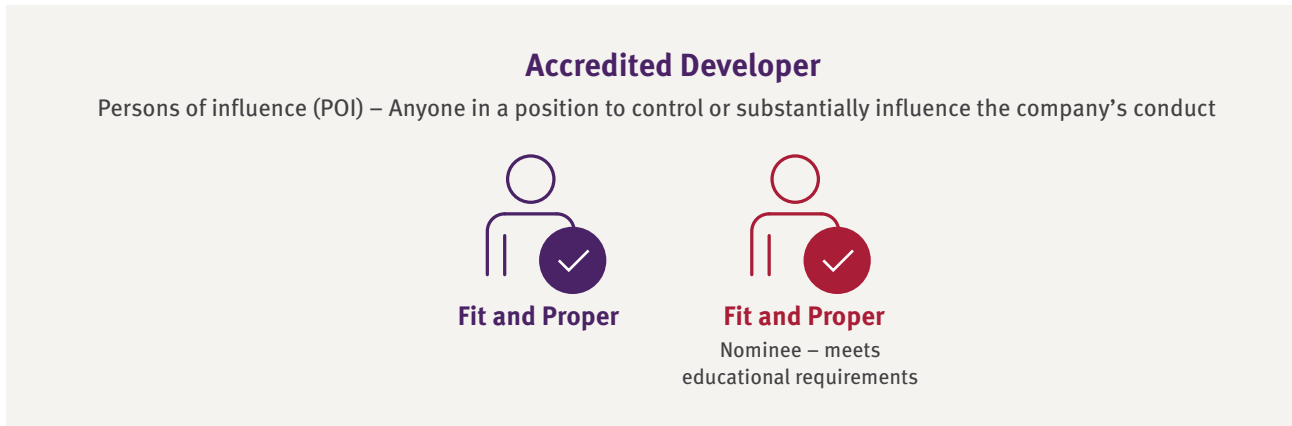 Accredited Developer
Persons of influence (POI) – Anyone in a position to control or substantially influence the company’s conduct
Fit and Proper
Fit and Proper
Nominee – meets
educational requirements